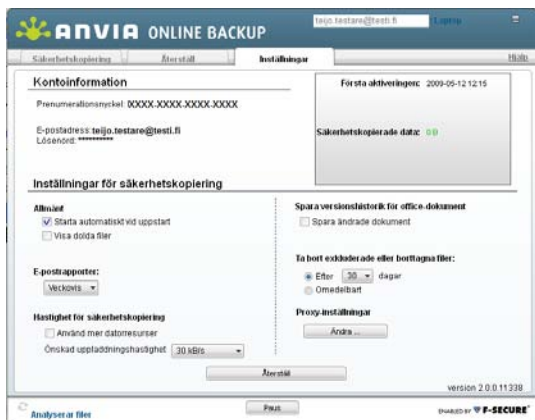 ANVIA ONLINE BACKUP
teijo.testare@testi.fi
Säkerhetskopiering
Återställ
Inställningar
Hjälp
Kontoinformation
Prenumerationsnyckel: XXXX-XXXX-XXXX-XXXX
E-postadress: teijo.testare@testi.fi
Lösenord: **********
Första aktiveringen: 2009-05-12 12:15
Säkerhetskopierade data: 0 B
Inställningar för säkerhetskopiering
Allmänt
Starta automatiskt vid uppstart
Visa dolda filer
E-postrapporter:
Veckovis
Hastighet för säkerhetskopiering
Använd mer datorresurser
Önskad uppladdningshastighet 30 kB/s
Spara versionshistorik för office-dokument
Spara ändrade dokument
Ta bort exkluderade eller borttagna filer:
Efter 30 dagar
Omedelbart
Proxy-inställningar
Ändra ...
Återställ
version 2.0.0.11338
Analyserar filer
Paus
ENABLED BY F-SECURE